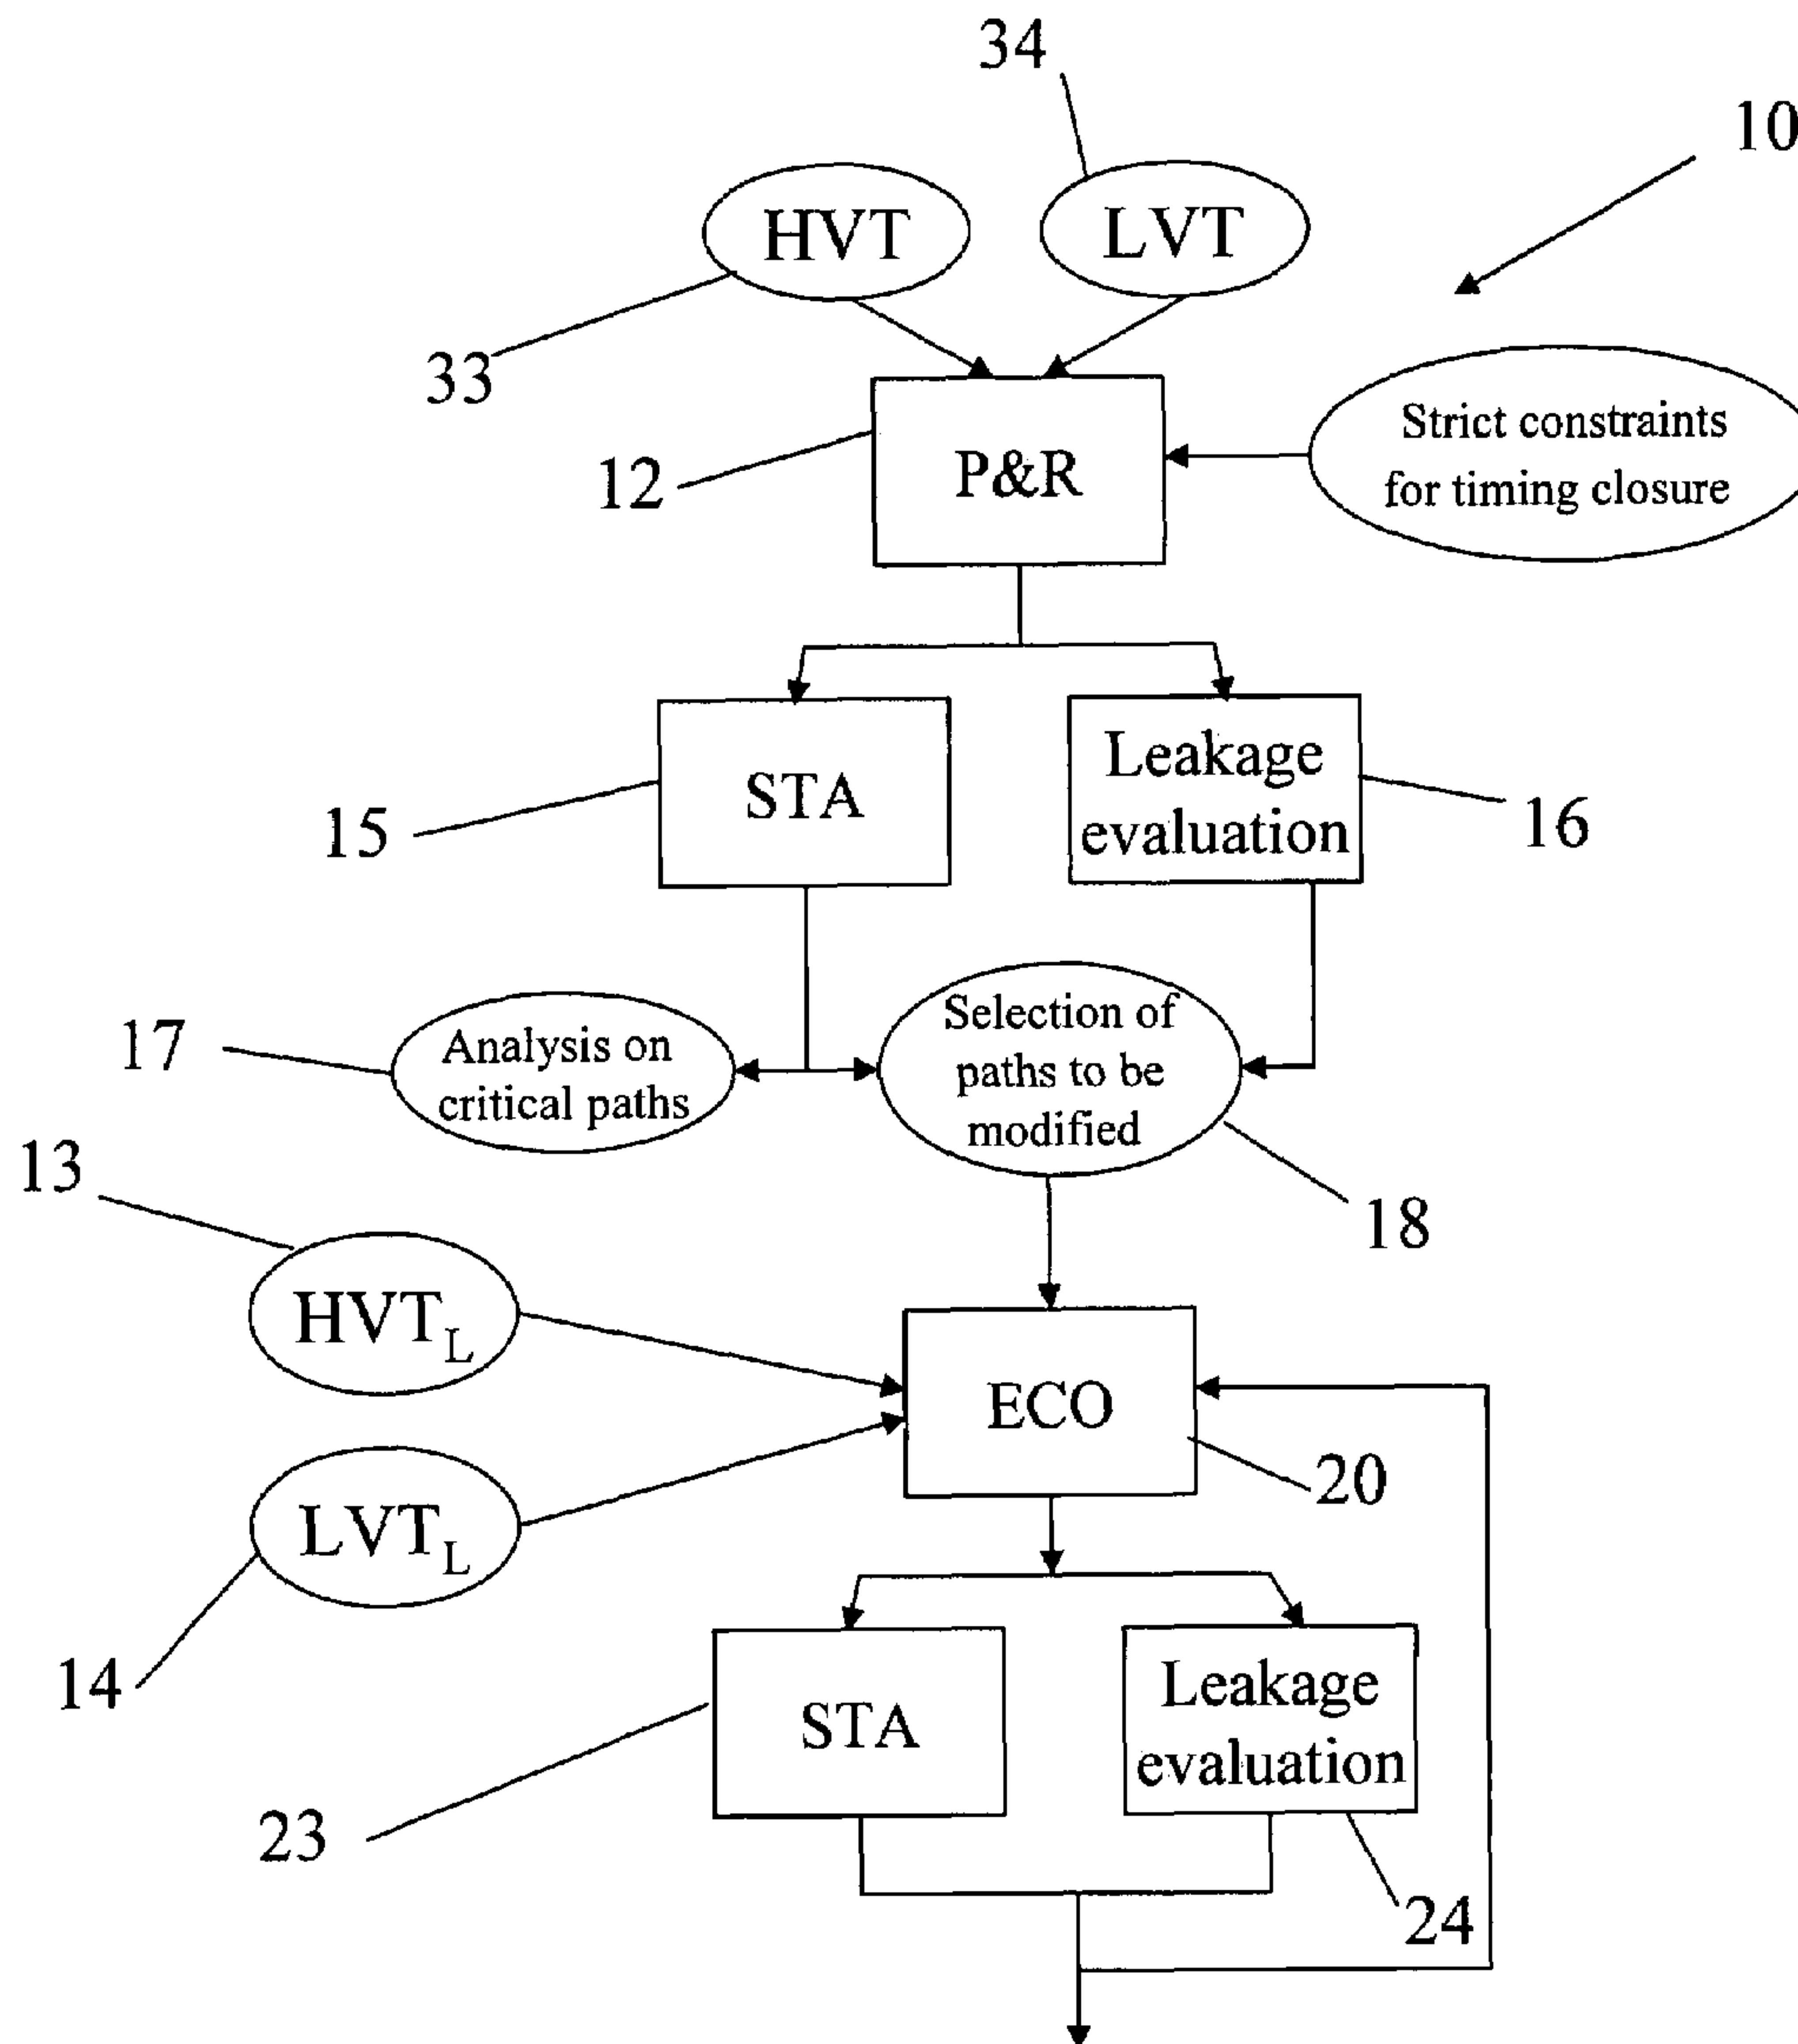 34
10
HVT
LVT
33
Strict constraints
for timing closure
P&R
12
STA
Leakage
evaluation
15
16
Analysis on
critical paths
Selection of
paths to be
modified
17
18
13
HVTL
ECO
20
LVTL
14
STA
Leakage
evaluation
23
24